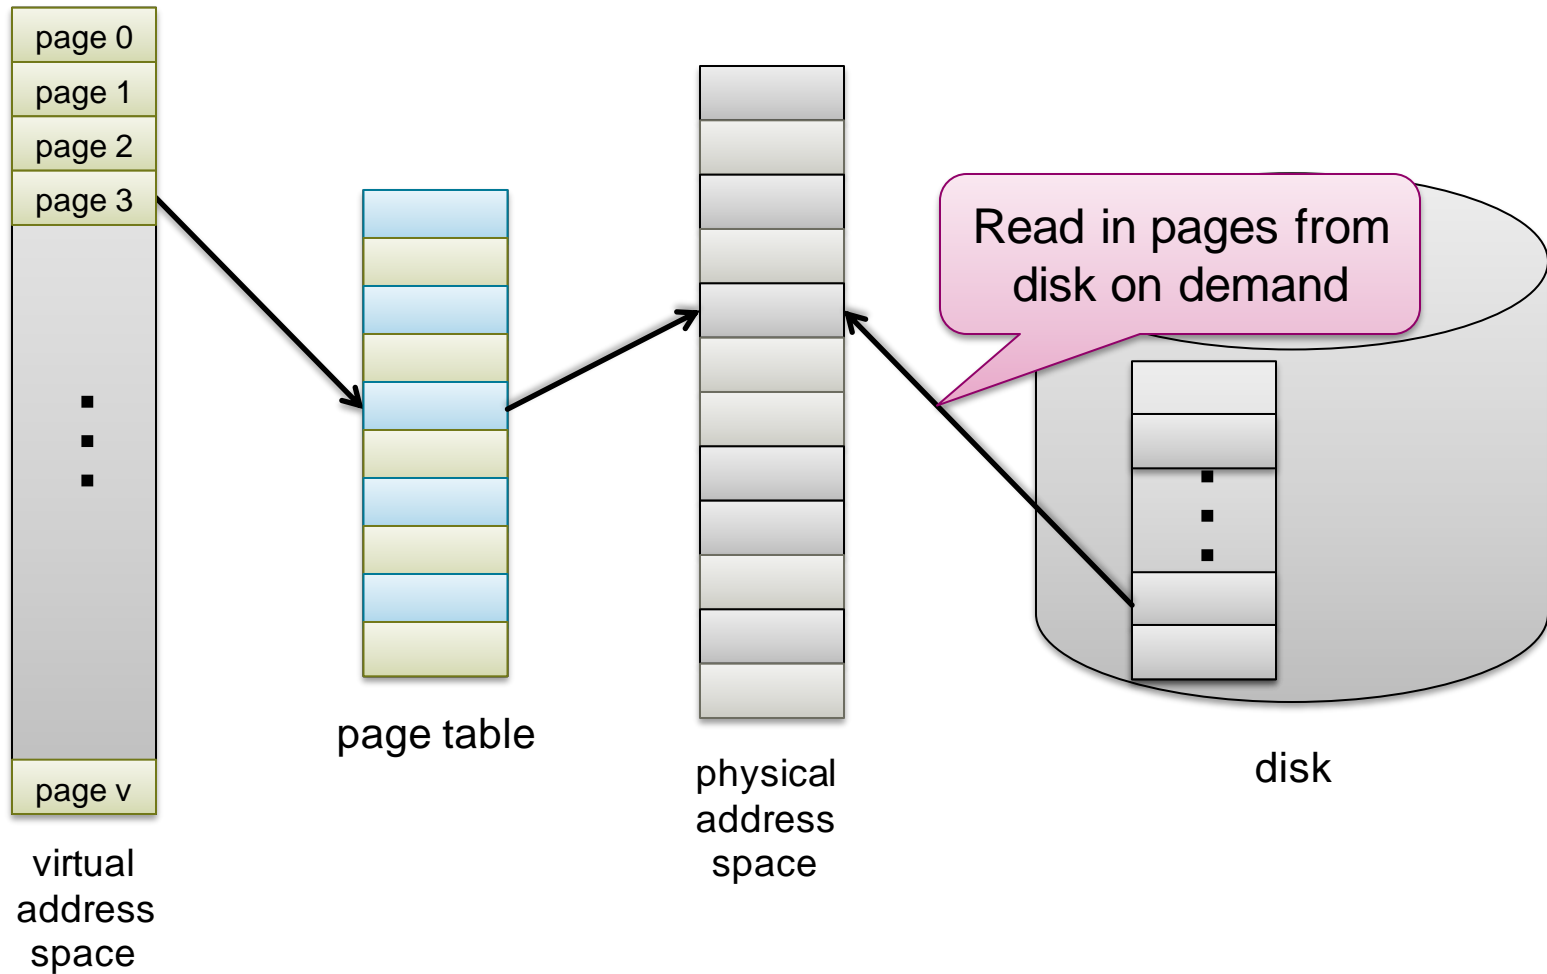 page 0
page 1
page 2
page 3
page v
virtual
address
space
page table
physical
address
space
Read in pages from
disk on demand
disk